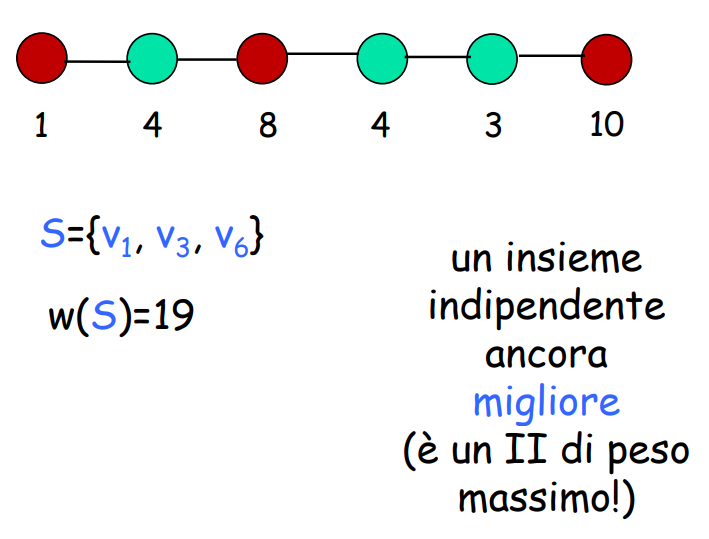 1 4 8 4 3 10
S={v₁, v₃, v₆}
w(S)=19
un insieme
indipendente
ancora
migliore
(è un II di peso
massimo!)